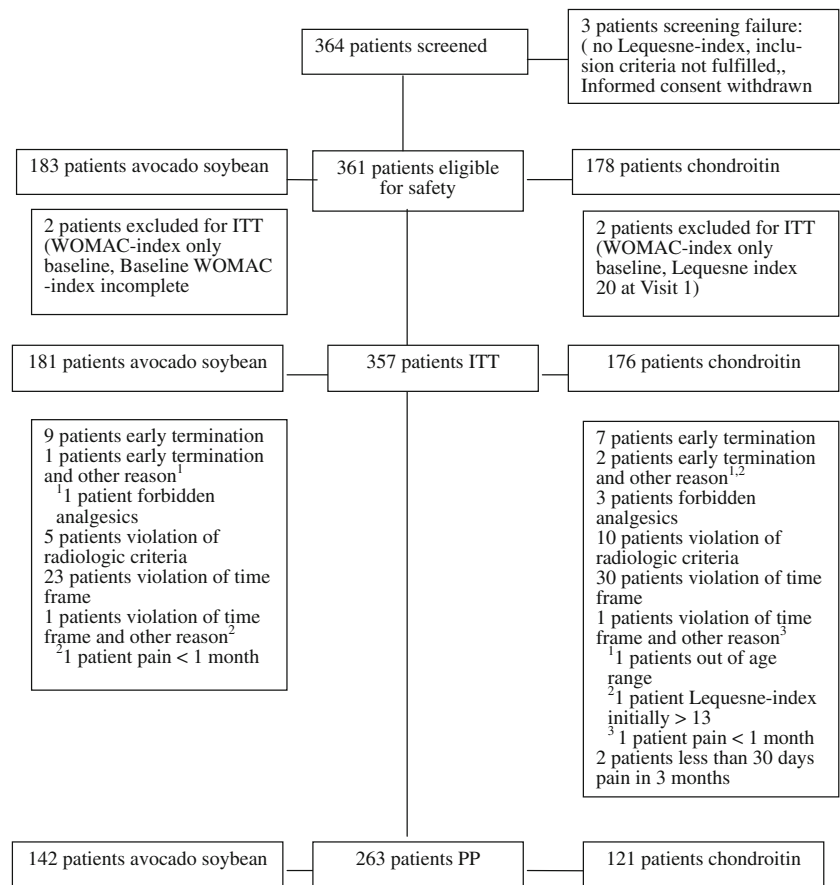 364 patients screened
3 patients screening failure:
( no Lequesne-index, inclu-
sion criteria not fulfilled,,
Informed consent withdrawn
183 patients avocado soybean
361 patients eligible
for safety
178 patients chondroitin
2 patients excluded for ITT
(WOMAC-index only
baseline, Baseline WOMAC
-index incomplete
2 patients excluded for ITT
(WOMAC-index only
baseline, Lequesne index
20 at Visit 1)
181 patients avocado soybean
357 patients ITT
176 patients chondroitin
9 patients early termination
1 patients early termination
and other reason¹
¹1 patient forbidden
analgesics
5 patients violation of
radiologic criteria
23 patients violation of time
frame
1 patients violation of time
frame and other reason²
²1 patient pain < 1 month
7 patients early termination
2 patients early termination
and other reason¹,²
3 patients forbidden
analgesics
10 patients violation of
radiologic criteria
30 patients violation of time
frame
1 patients violation of time
frame and other reason³
¹1 patients out of age
range
²1 patient Lequesne-index
initially > 13
³ 1 patient pain < 1 month
2 patients less than 30 days
pain in 3 months
142 patients avocado soybean
263 patients PP
121 patients chondroitin